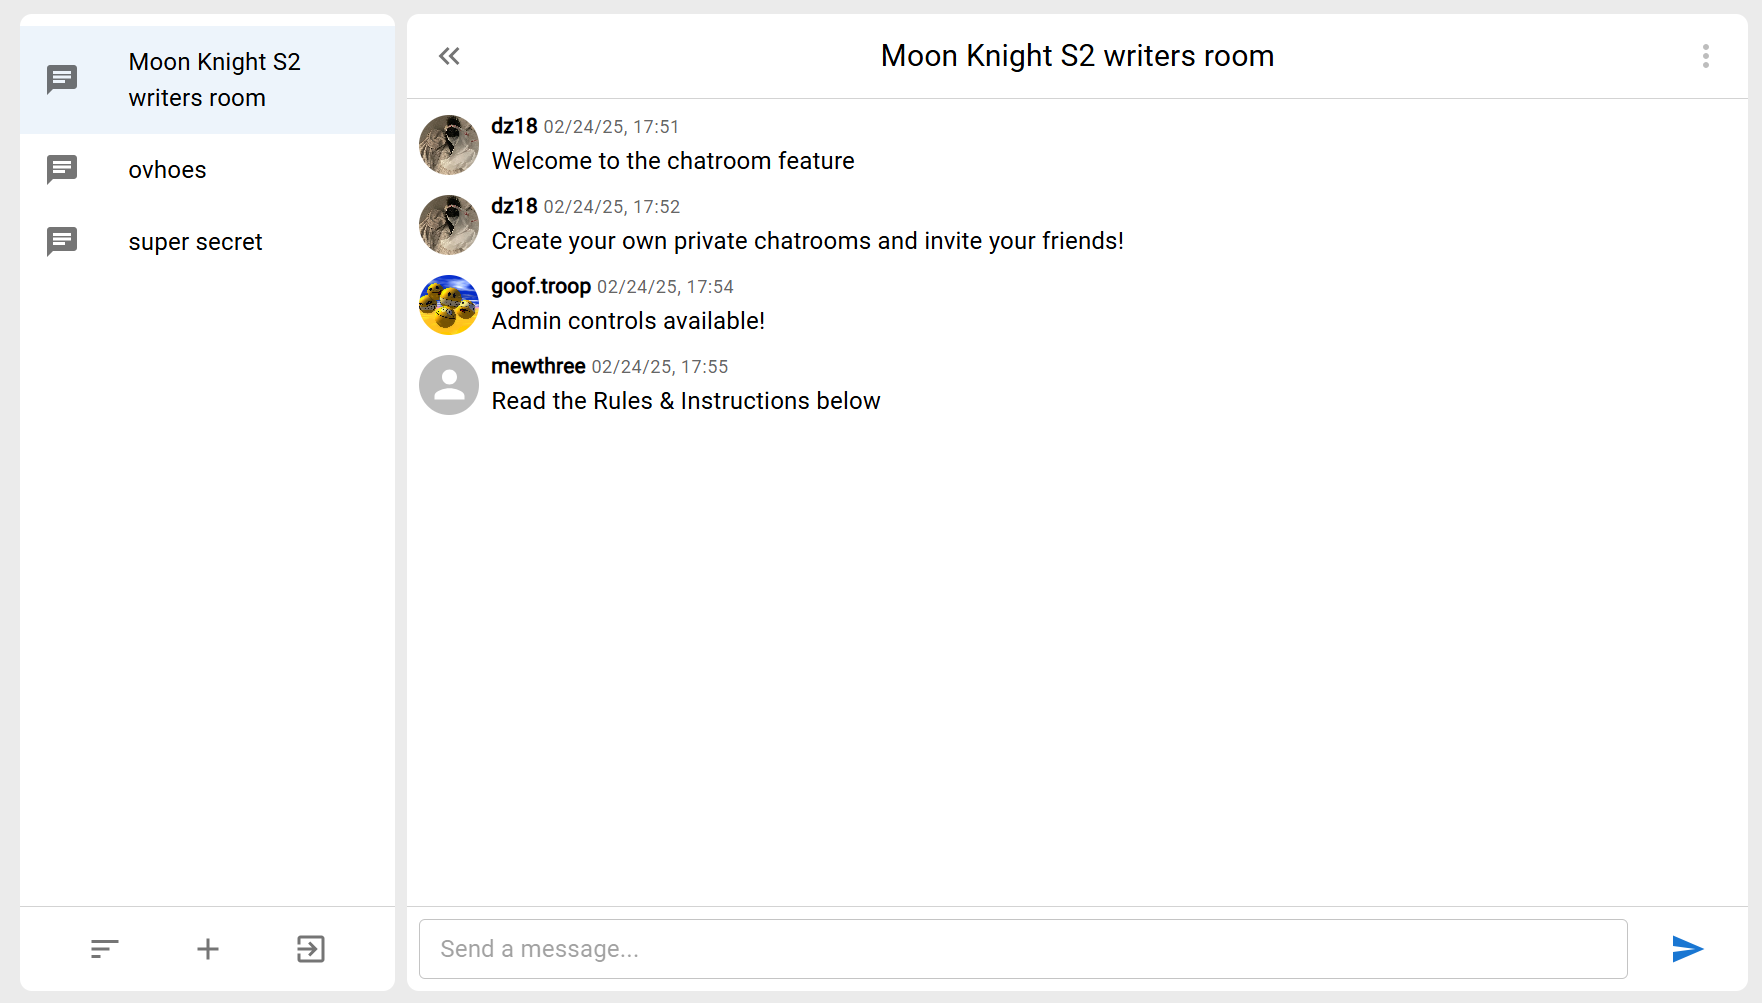 Moon Knight S2
writers room
ovhoes
super secret
Moon Knight S2 writers room
dz18 02/24/25, 17:51
Welcome to the chatroom feature
dz18 02/24/25, 17:52
Create your own private chatrooms and invite your friends!
goof.troop 02/24/25, 17:54
Admin controls available!
mewthree 02/24/25, 17:55
Read the Rules & Instructions below
Send a message...